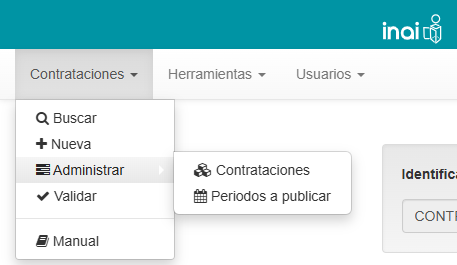 inai
Contrataciones
Herramientas
Usuarios
Buscar
Nueva
Administrar
Contrataciones
Periodos a publicar
Validar
Manual